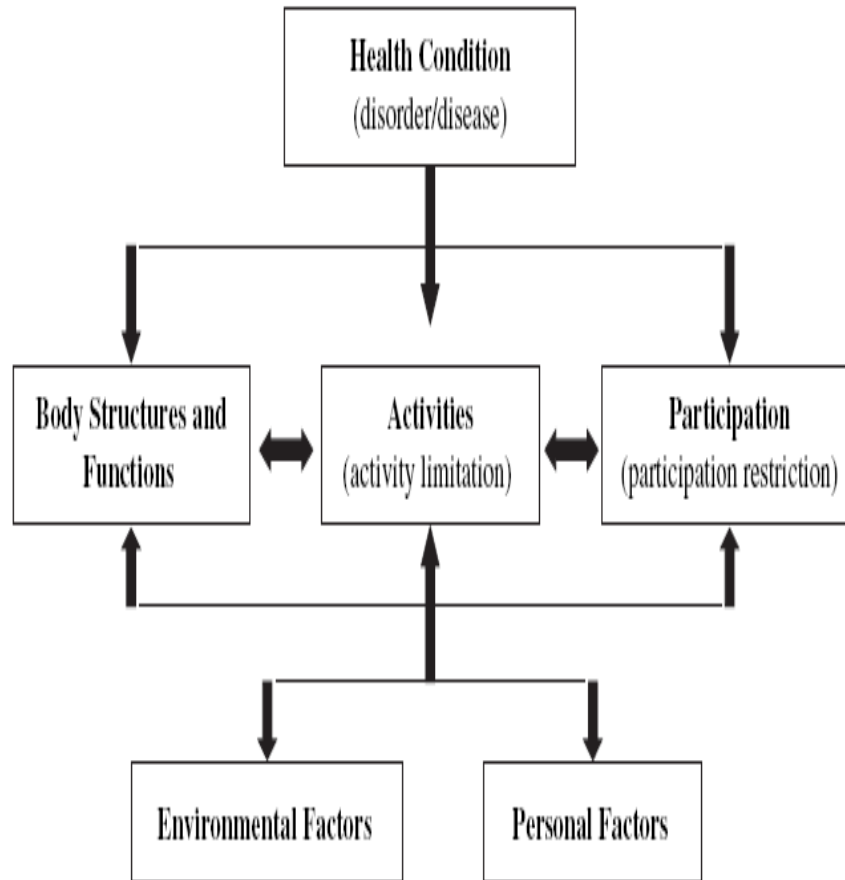 Health Condition
(disorder/disease)
Body Structures and
Functions
Activities
(activity limitation)
Participation
(participation restriction)
Environmental Factors
Personal Factors